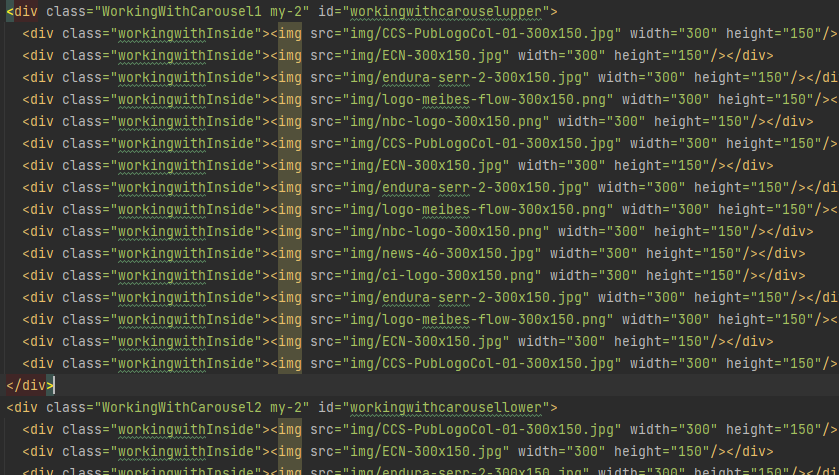 <div class="WorkingWithCarousel1 my-2" id="workingwithcarouselupper">
<div class="workingwithInside"><img src="img/CCS-PubLogoCol-01-300x150.jpg" width="300" height="150"/>
<div class="workingwithInside"><img src="img/ECN-300x150.jpg" width="300" height="150"/></div>
<div class="workingwithInside"><img src="img/endura-serr-2-300x150.jpg" width="300" height="150"/></di
<div class="workingwithInside"><img src="img/logo-meibes-flow-300x150.png" width="300" height="150"/><
<div class="workingwithInside"><img src="img/nbc-logo-300x150.png" width="300" height="150"/></div>
<div class="workingwithInside"><img src="img/CCS-PubLogoCol-01-300x150.jpg" width="300" height="150"/>
<div class="workingwithInside"><img src="img/ECN-300x150.jpg" width="300" height="150"/></div>
<div class="workingwithInside"><img src="img/endura-serr-2-300x150.jpg" width="300" height="150"/></di
<div class="workingwithInside"><img src="img/logo-meibes-flow-300x150.png" width="300" height="150"/><
<div class="workingwithInside"><img src="img/nbc-logo-300x150.png" width="300" height="150"/></div>
<div class="workingwithInside"><img src="img/news-46-300x150.jpg" width="300" height="150"/></div>
<div class="workingwithInside"><img src="img/ci-logo-300x150.png" width="300" height="150"/></div>
<div class="workingwithInside"><img src="img/endura-serr-2-300x150.jpg" width="300" height="150"/></di
<div class="workingwithInside"><img src="img/logo-meibes-flow-300x150.png" width="300" height="150"/><
<div class="workingwithInside"><img src="img/ECN-300x150.jpg" width="300" height="150"/></div>
<div class="workingwithInside"><img src="img/CCS-PubLogoCol-01-300x150.jpg" width="300" height="150"/>
</div>
<div class="WorkingWithCarousel2 my-2" id="workingwithcarousellower">
<div class="workingwithInside"><img src="img/CCS-PubLogoCol-01-300x150.jpg" width="300" height="150"/>
<div class="workingwithInside"><img src="img/ECN-300x150.jpg" width="300" height="150"/></div>
<div class="workingwithInside"><img src="img/endura-serr-2-300x150.jpg" width="300" height="150"/></di